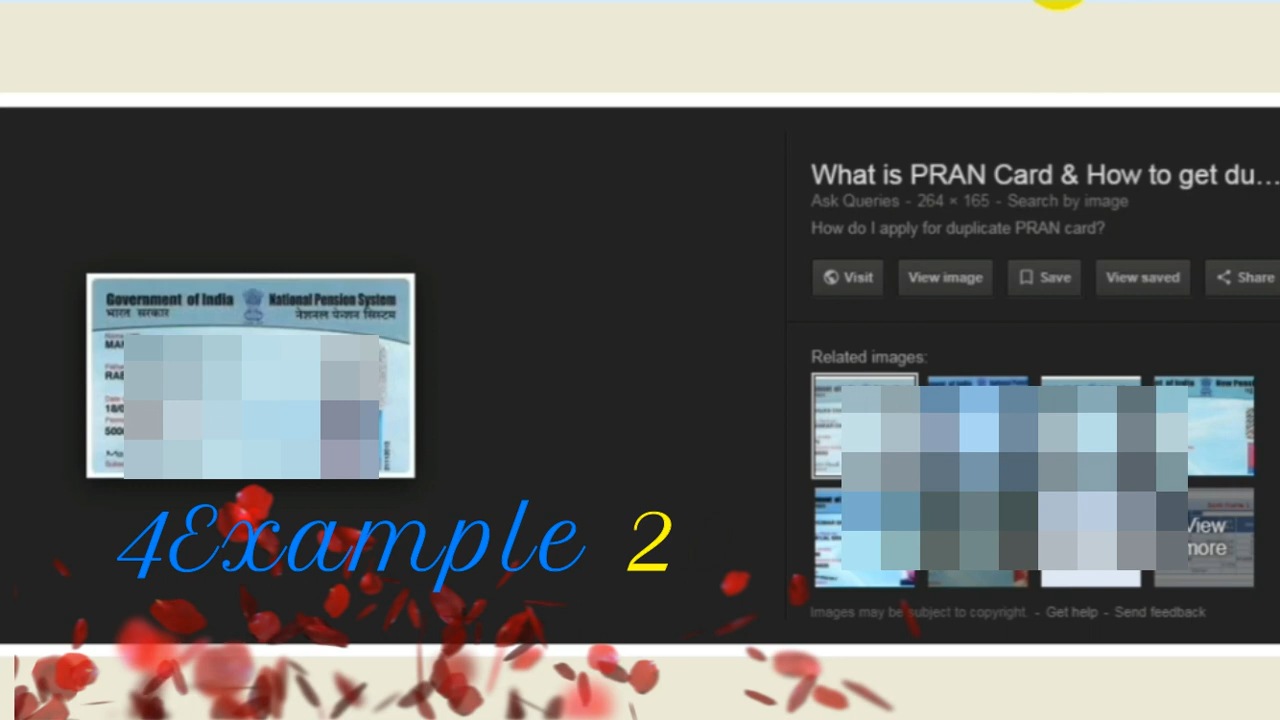 What is PRAN Card & How to get du...
Ask Queries - 264 × 165 - Search by image
How do I apply for duplicate PRAN card?
Visit View image Save View saved Share
Government of India National Pension System
भारत सरकार नेशनल पेन्शन सिस्टम
Related images:
View
more
4Example 2
Images may be subject to copyright. - Get help - Send feedback